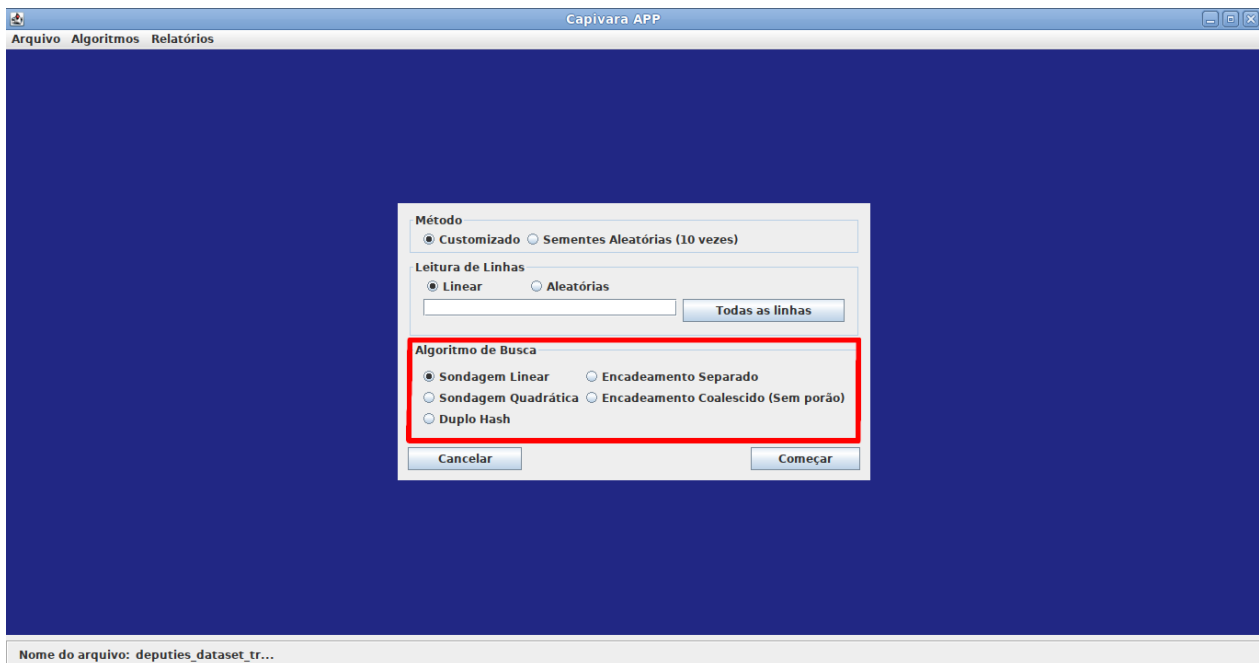 Capivara APP
Arquivo Algoritmos Relatórios
Método
Customizado Sementes Aleatórias (10 vezes)
Leitura de Linhas
Linear Aleatórias
Todas as linhas
Algoritmo de Busca
Sondagem Linear Encadeamento Separado
Sondagem Quadrática Encadeamento Coalescido (Sem porão)
Duplo Hash
Cancelar Começar
Nome do arquivo: deputies_dataset_tr...